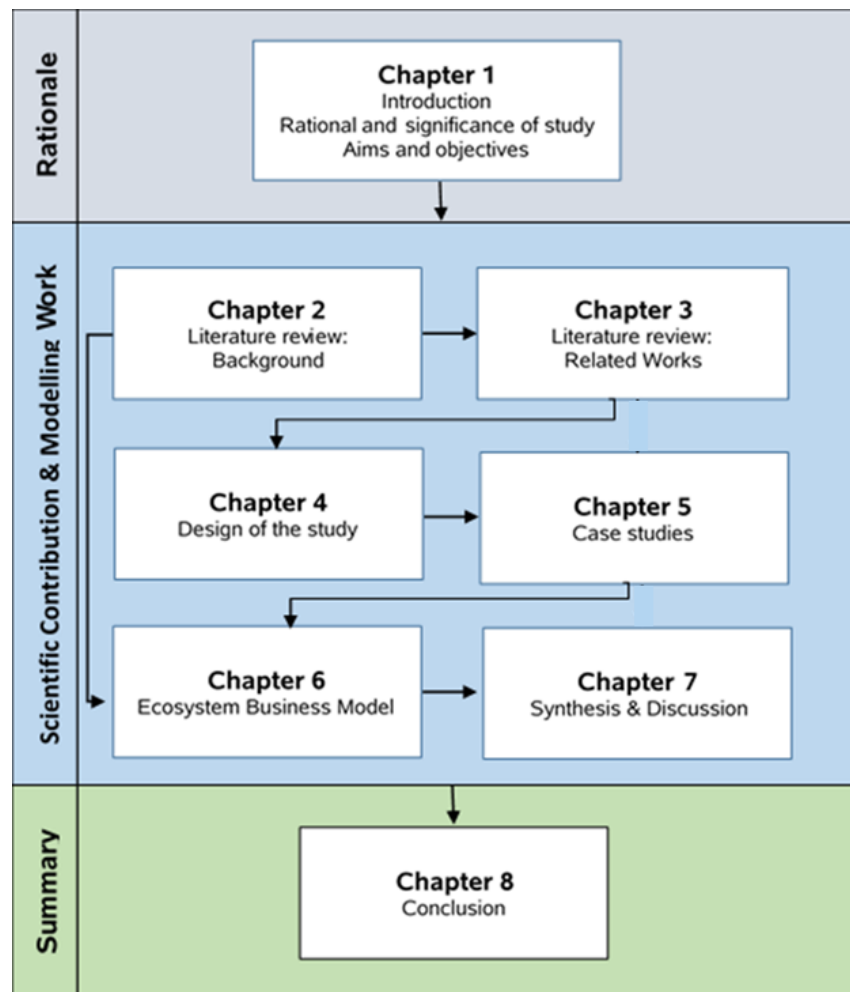 Rationale
Chapter 1
Introduction
Rational and significance of study
Aims and objectives
Scientific Contribution & Modelling Work
Chapter 2
Literature review:
Background
Chapter 3
Literature review:
Related Works
Chapter 4
Design of the study
Chapter 5
Case studies
Chapter 6
Ecosystem Business Model
Chapter 7
Synthesis & Discussion
Summary
Chapter 8
Conclusion